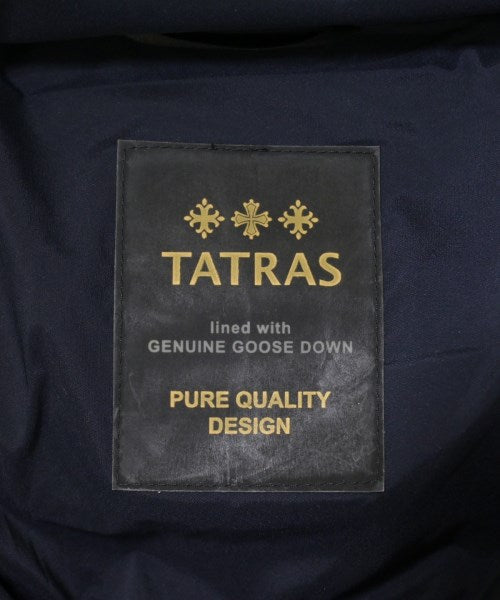 TATRAS
lined with
GENUINE GOOSE DOWN
PURE QUALITY
DESIGN